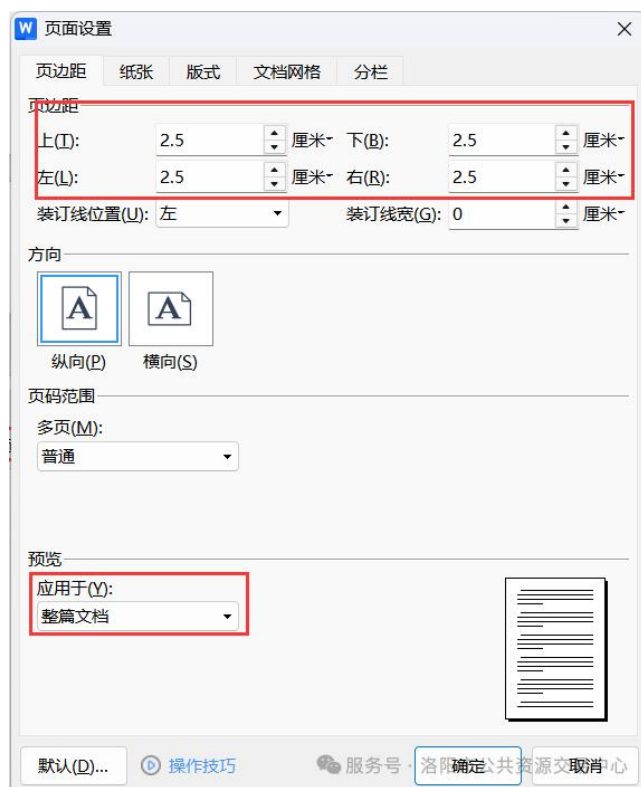 W 页面设置
页边距 纸张 版式 文档网格 分栏
页边距
上(T): 2.5 厘米 下(B): 2.5 厘米
左(L): 2.5 厘米 右(R): 2.5 厘米
装订线位置(U): 左 装订线宽(G): 0 厘米
方向
A A
纵向(P) 横向(S)
页码范围
多页(M):
普通
预览
应用于(Y):
整篇文档
默认(D)... 操作技巧 确定 取消
服务号 · 洛阳市公共资源交易中心